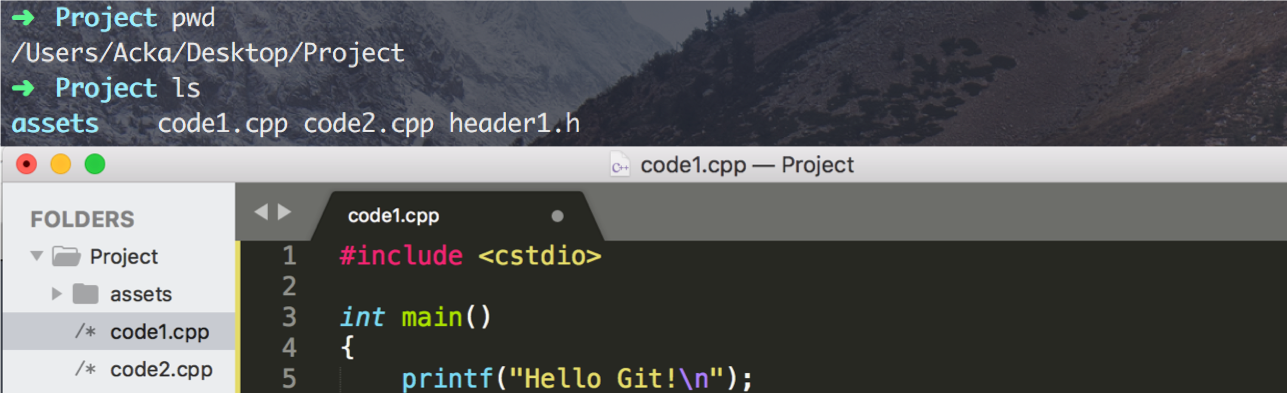 ➜ Project pwd
/Users/Acka/Desktop/Project
➜ Project ls
assets code1.cpp code2.cpp header1.h
code1.cpp — Project
FOLDERS
Project
assets
/* code1.cpp
/* code2.cpp
code1.cpp
1 #include <cstdio>
2
3 int main()
4 {
5 printf("Hello Git!\n");